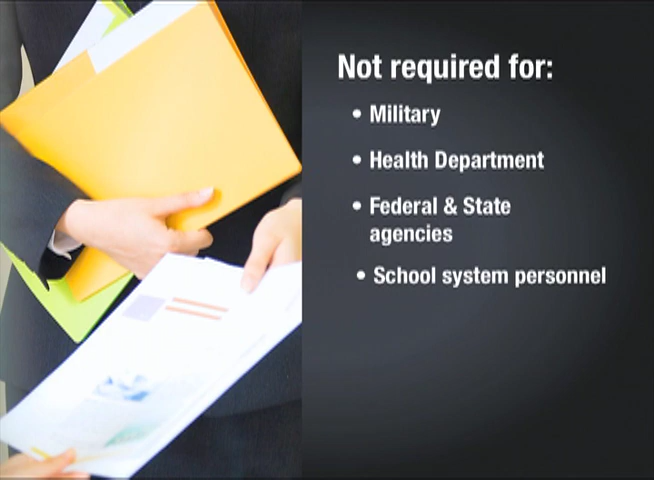 Not required for:
• Military
• Health Department
• Federal & State
agencies
• School system personnel